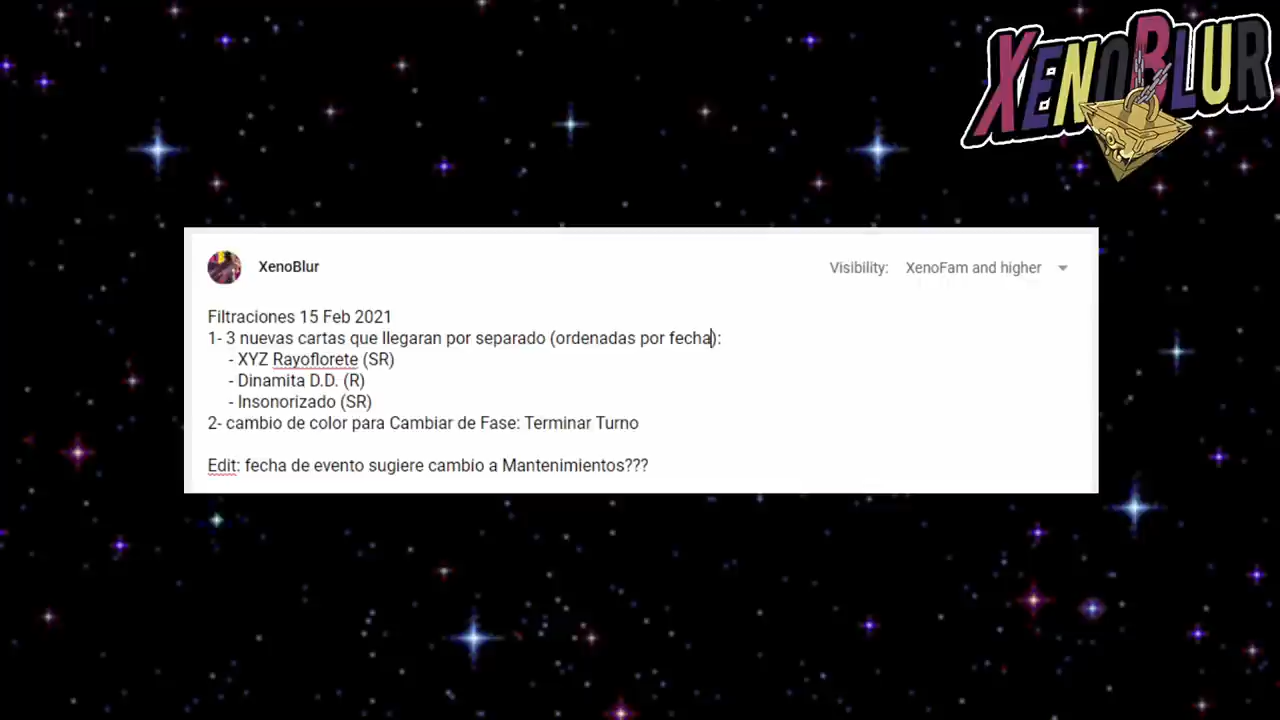 XENOBLUR
XenoBlur
Visibility: XenoFam and higher
Filtraciones 15 Feb 2021
1- 3 nuevas cartas que llegaran por separado (ordenadas por fecha):
- XYZ Rayoflorete (SR)
- Dinamita D.D. (R)
- Insonorizado (SR)
2- cambio de color para Cambiar de Fase: Terminar Turno
Edit: fecha de evento sugiere cambio a Mantenimientos???